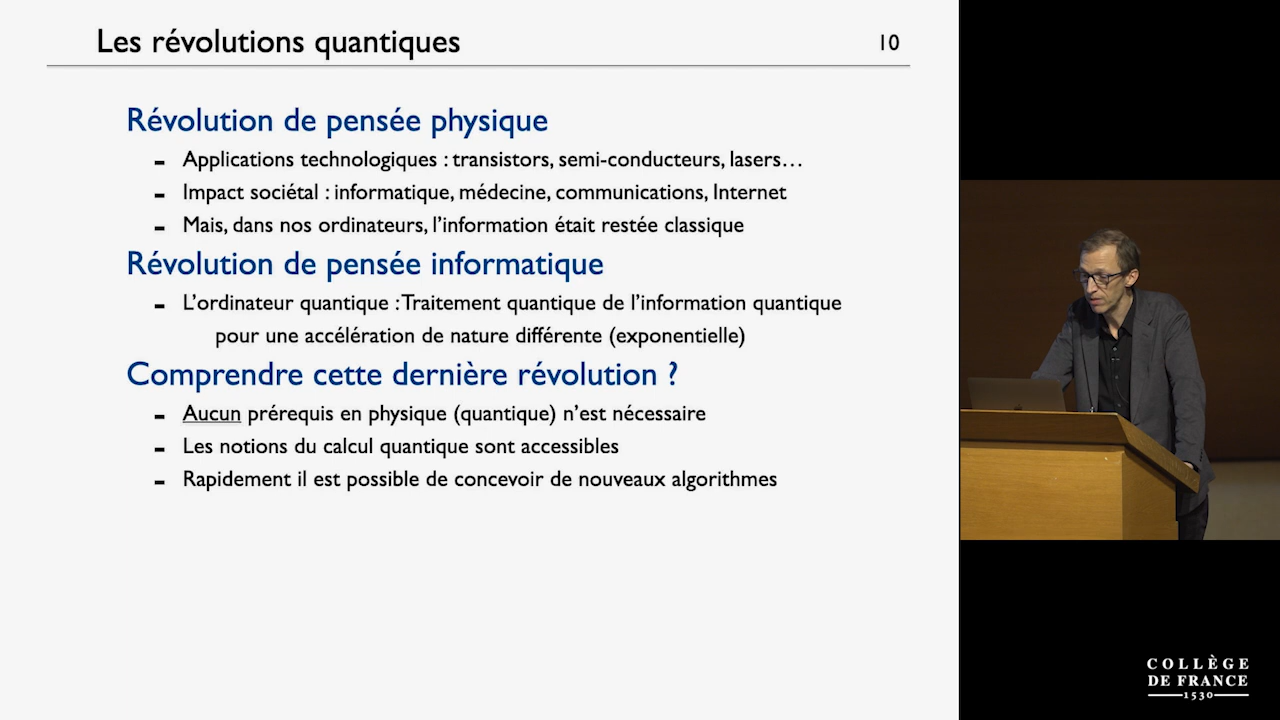 Les révolutions quantiques
10
Révolution de pensée physique
- Applications technologiques : transistors, semi-conducteurs, lasers…
- Impact sociétal : informatique, médecine, communications, Internet
- Mais, dans nos ordinateurs, l’information était restée classique
Révolution de pensée informatique
- L’ordinateur quantique : Traitement quantique de l’information quantique
pour une accélération de nature différente (exponentielle)
Comprendre cette dernière révolution ?
- Aucun prérequis en physique (quantique) n’est nécessaire
- Les notions du calcul quantique sont accessibles
- Rapidement il est possible de concevoir de nouveaux algorithmes
COLLÈGE
DE FRANCE
1530